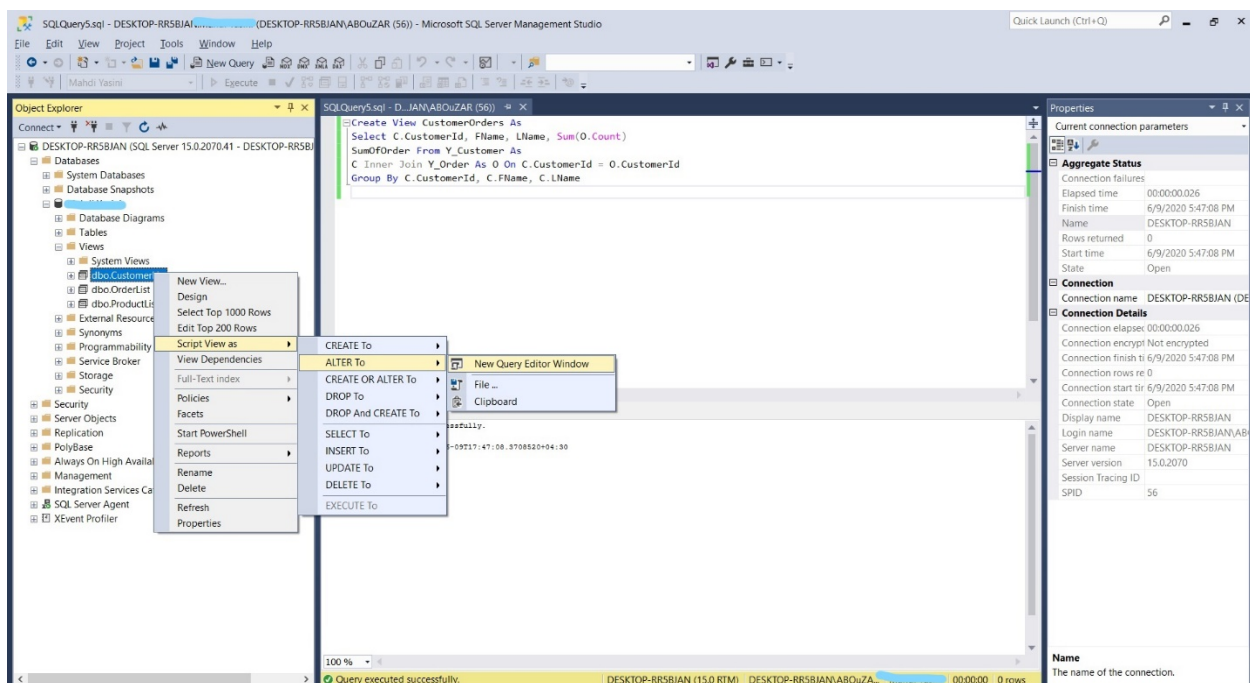 SQLQuery5.sql - DESKTOP-RR5BJAN (DESKTOP-RR5BJAN\ABOuZAR (56)) - Microsoft SQL Server Management Studio
Quick Launch (Ctrl+Q)
File Edit View Project Tools Window Help
New Query
Mahdi Yasini
Execute
Object Explorer
Connect
DESKTOP-RR5BJAN (SQL Server 15.0.2070.41 - DESKTOP-RR5BJ
Databases
System Databases
Database Snapshots
Database Diagrams
Tables
Views
System Views
dbo.Customer
dbo.OrderList
dbo.ProductLis
External Resource
Synonyms
Programmability
Service Broker
Storage
Security
Security
Server Objects
Replication
PolyBase
Always On High Availal
Management
Integration Services Ca
SQL Server Agent
XEvent Profiler
New View...
Design
Select Top 1000 Rows
Edit Top 200 Rows
Script View as
View Dependencies
Full-Text index
Policies
Facets
Start PowerShell
Reports
Rename
Delete
Refresh
Properties
CREATE To
ALTER To
CREATE OR ALTER To
DROP To
DROP And CREATE To
SELECT To
INSERT To
UPDATE To
DELETE To
EXECUTE To
New Query Editor Window
File ...
Clipboard
SQLQuery5.sql - D...JAN\ABOuZAR (56))
Create View CustomerOrders As
Select C.CustomerId, FName, LName, Sum(O.Count)
SumOfOrder From Y_Customer As
C Inner Join Y_Order As O On C.CustomerId = O.CustomerId
Group By C.CustomerId, C.FName, C.LName
ssfully.
-09T17:47:08.3708520+04:30
100 %
Query executed successfully.
DESKTOP-RR5BJAN (15.0 RTM) DESKTOP-RR5BJAN\ABOuZA... 00:00:00 0 rows
Properties
Current connection parameters
Aggregate Status
Connection failures
Elapsed time 00:00:00.026
Finish time 6/9/2020 5:47:08 PM
Name DESKTOP-RR5BJAN
Rows returned 0
Start time 6/9/2020 5:47:08 PM
State Open
Connection
Connection name DESKTOP-RR5BJAN (DE
Connection Details
Connection elapsec 00:00:00.026
Connection encrypt Not encrypted
Connection finish ti 6/9/2020 5:47:08 PM
Connection rows re 0
Connection start tir 6/9/2020 5:47:08 PM
Connection state Open
Display name DESKTOP-RR5BJAN
Login name DESKTOP-RR5BJAN\AB
Server name DESKTOP-RR5BJAN
Server version 15.0.2070
Session Tracing ID
SPID 56
Name
The name of the connection.